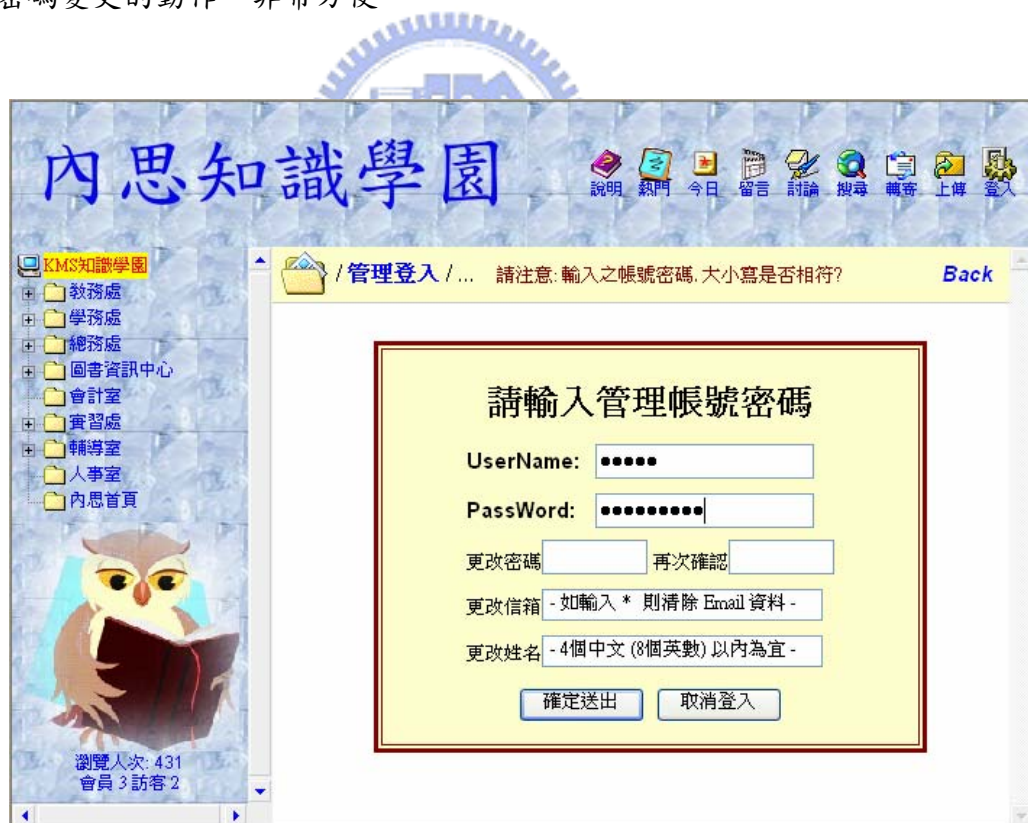 密碼變更的動作 非常方便
內思知識學園
說明 熱門 今日 留言 討論 搜尋 轉寄 上傳 登入
KMS知識學園
教務處
學務處
總務處
圖書資訊中心
會計室
實習處
輔導室
人事室
內思首頁
瀏覽人次: 431
會員 3 訪客 2
/ 管理登入 /... 請注意: 輸入之帳號密碼. 大小寫是否相符? Back
請輸入管理帳號密碼
UserName: •••••
PassWord: •••••••••
更改密碼 再次確認
更改信箱 - 如輸入 * 則清除 Email 資料 -
更改姓名 - 4個中文 (8個英數) 以內為宜 -
確定送出 取消登入